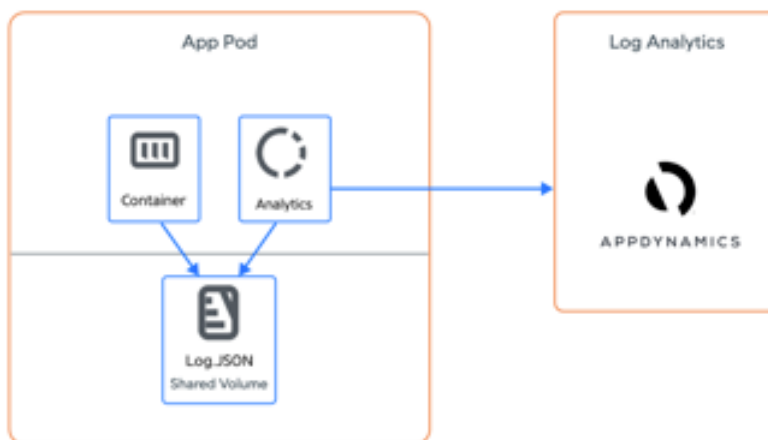 App Pod
Log Analytics
Container
Analytics
APPDYNAMICS
Log.JSON
Shared Volume